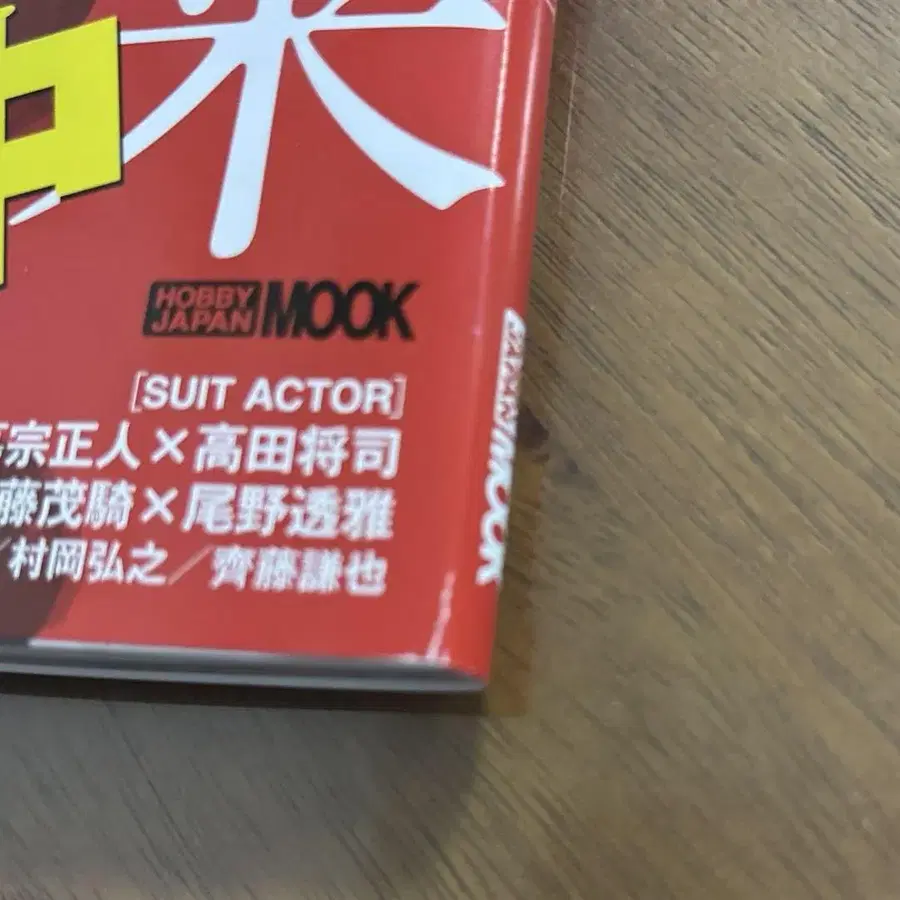 来
HOBBY
JAPAN MOOK
[SUIT ACTOR]
宗正人×高田将司
藤茂騎×尾野透雅
／村岡弘之／齊藤謙也
MOOK